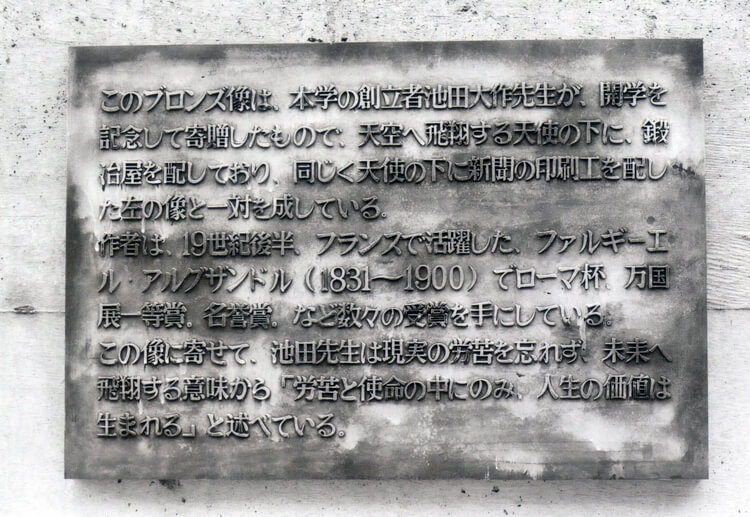 このブロンズ像は、本学の創立者池田大作先生が、開学を
記念して寄贈したもので、天空へ飛翔する天使の下に、鍛
冶屋を配しており、同じく天使の下に新聞の印刷工を配し
た左の像と一対を成している。
作者は、19世紀後半、フランスで活躍した、ファルギーエ
ル・アルグサンドル（1831〜1900）でローマ杯、万国
展一等賞。名誉賞。など数々の受賞を手にしている。
この像に寄せて、池田先生は現実の労苦を忘れず、未来へ
飛翔する意味から「労苦と使命の中にのみ、人生の価値は
生まれる」と述べている。